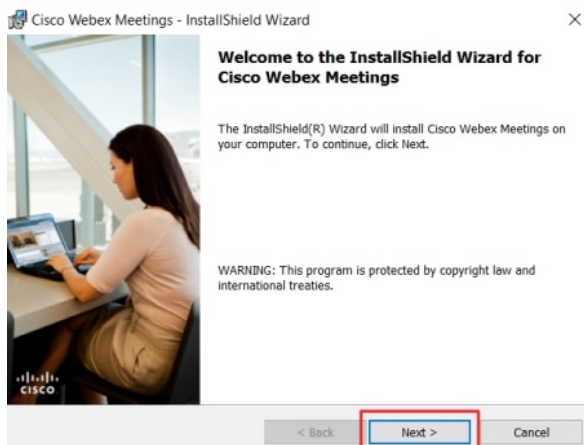 Cisco Webex Meetings - InstallShield Wizard
Welcome to the InstallShield Wizard for
Cisco Webex Meetings
The InstallShield(R) Wizard will install Cisco Webex Meetings on
your computer. To continue, click Next.
WARNING: This program is protected by copyright law and
international treaties.
CISCO
< Back
Next >
Cancel